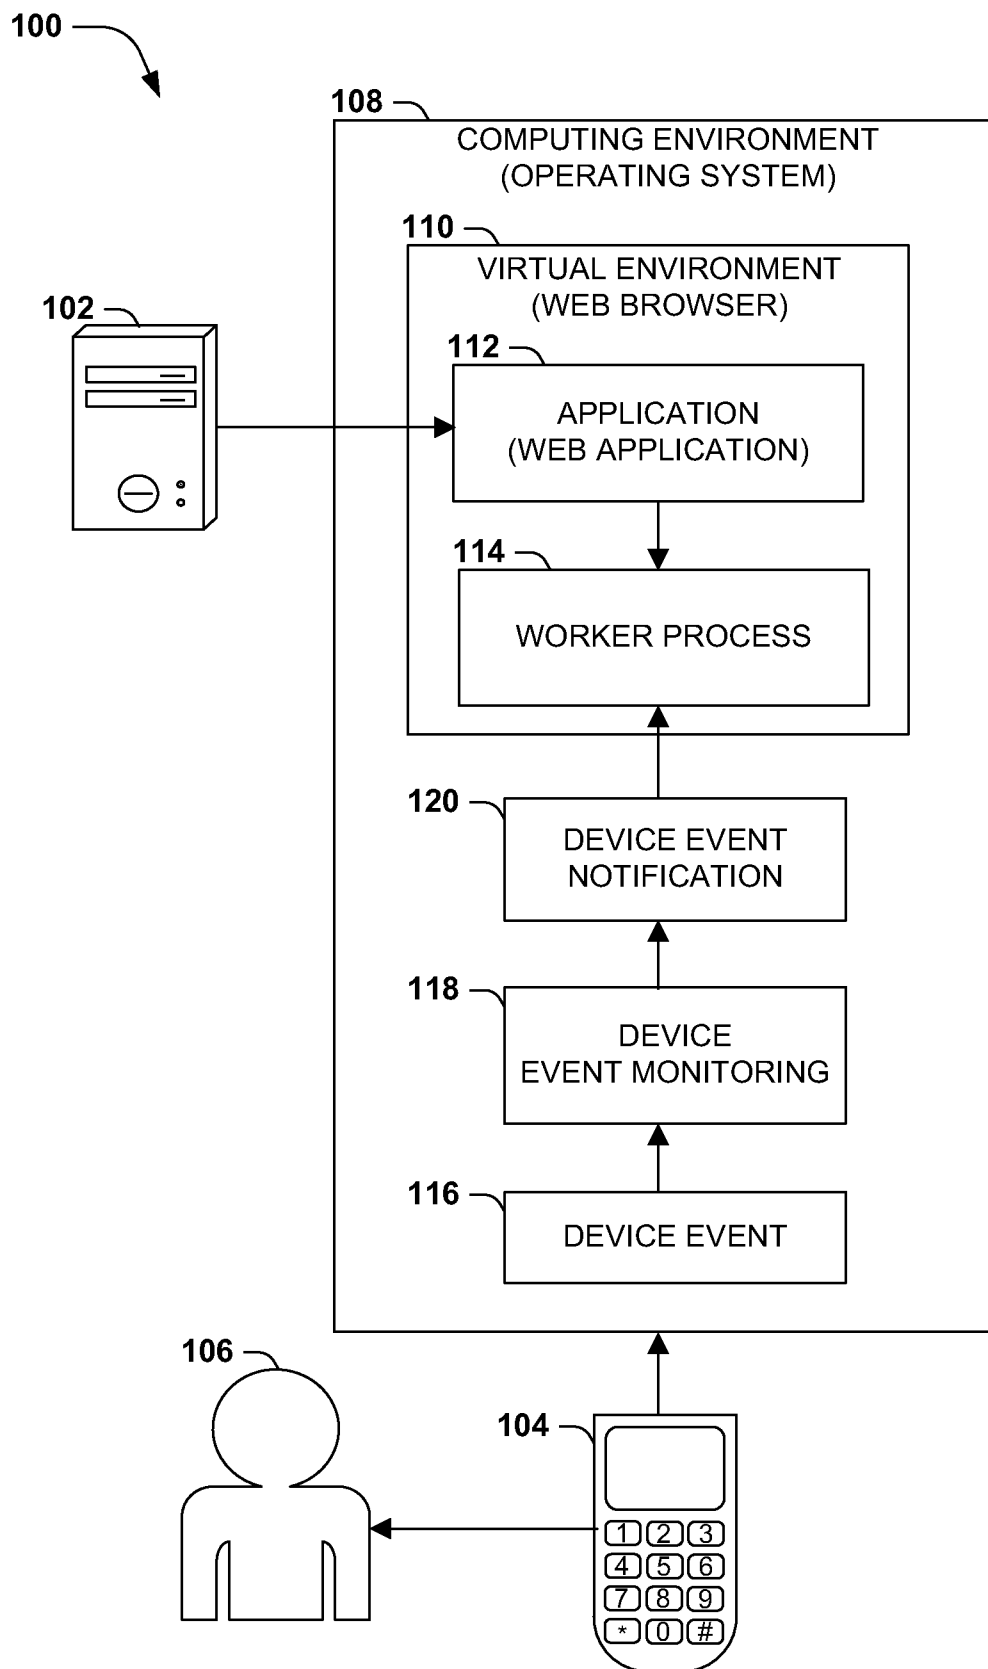 100
108
COMPUTING ENVIRONMENT
(OPERATING SYSTEM)
110
VIRTUAL ENVIRONMENT
(WEB BROWSER)
102
112
APPLICATION
(WEB APPLICATION)
114
WORKER PROCESS
120
DEVICE EVENT
NOTIFICATION
118
DEVICE
EVENT MONITORING
116
DEVICE EVENT
106
104
1 2 3
4 5 6
7 8 9
* 0 #